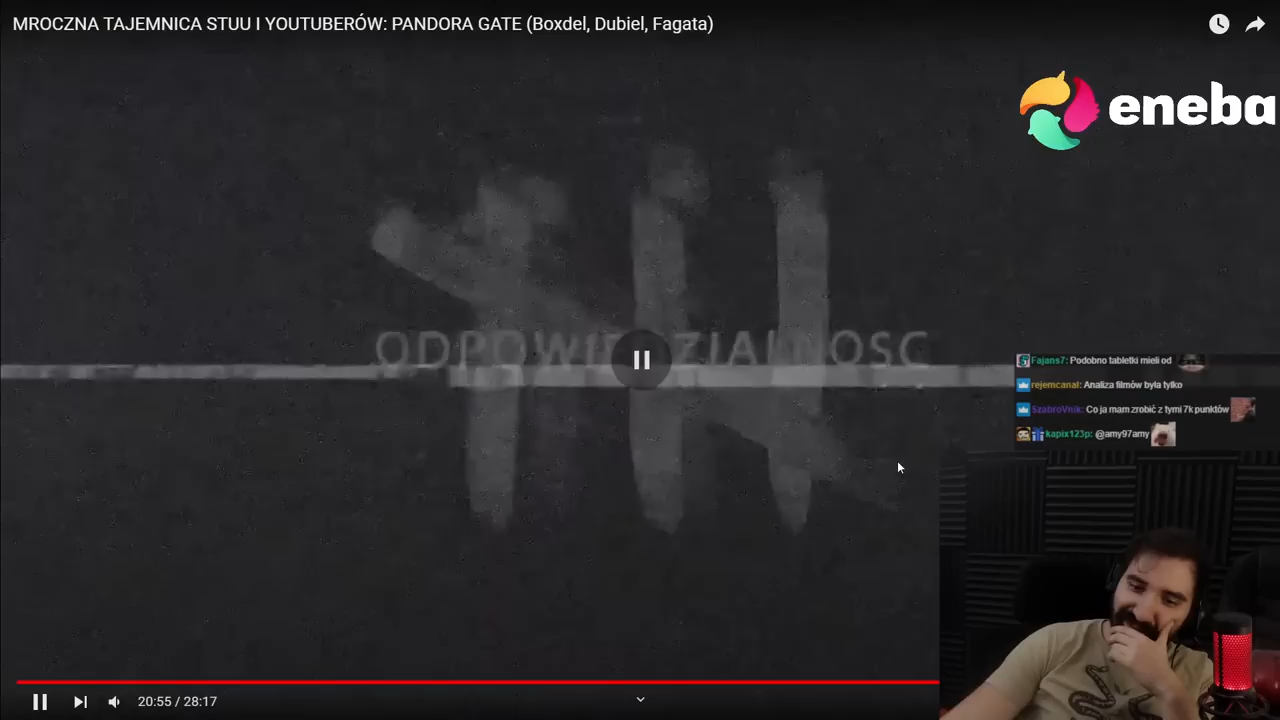 MROCZNA TAJEMNICA STUU I YOUTUBERÓW: PANDORA GATE (Boxdel, Dubiel, Fagata)
eneba
ODPOWIEDZIALNOŚC
Fajans7: Podobno tabletki mieli od
rejemcanal: Analiza filmów była tylko
SzabroVnik: Co ja mam zrobić z tymi 7k punktów
kapix123p: @amy97amy
20:55 / 28:17